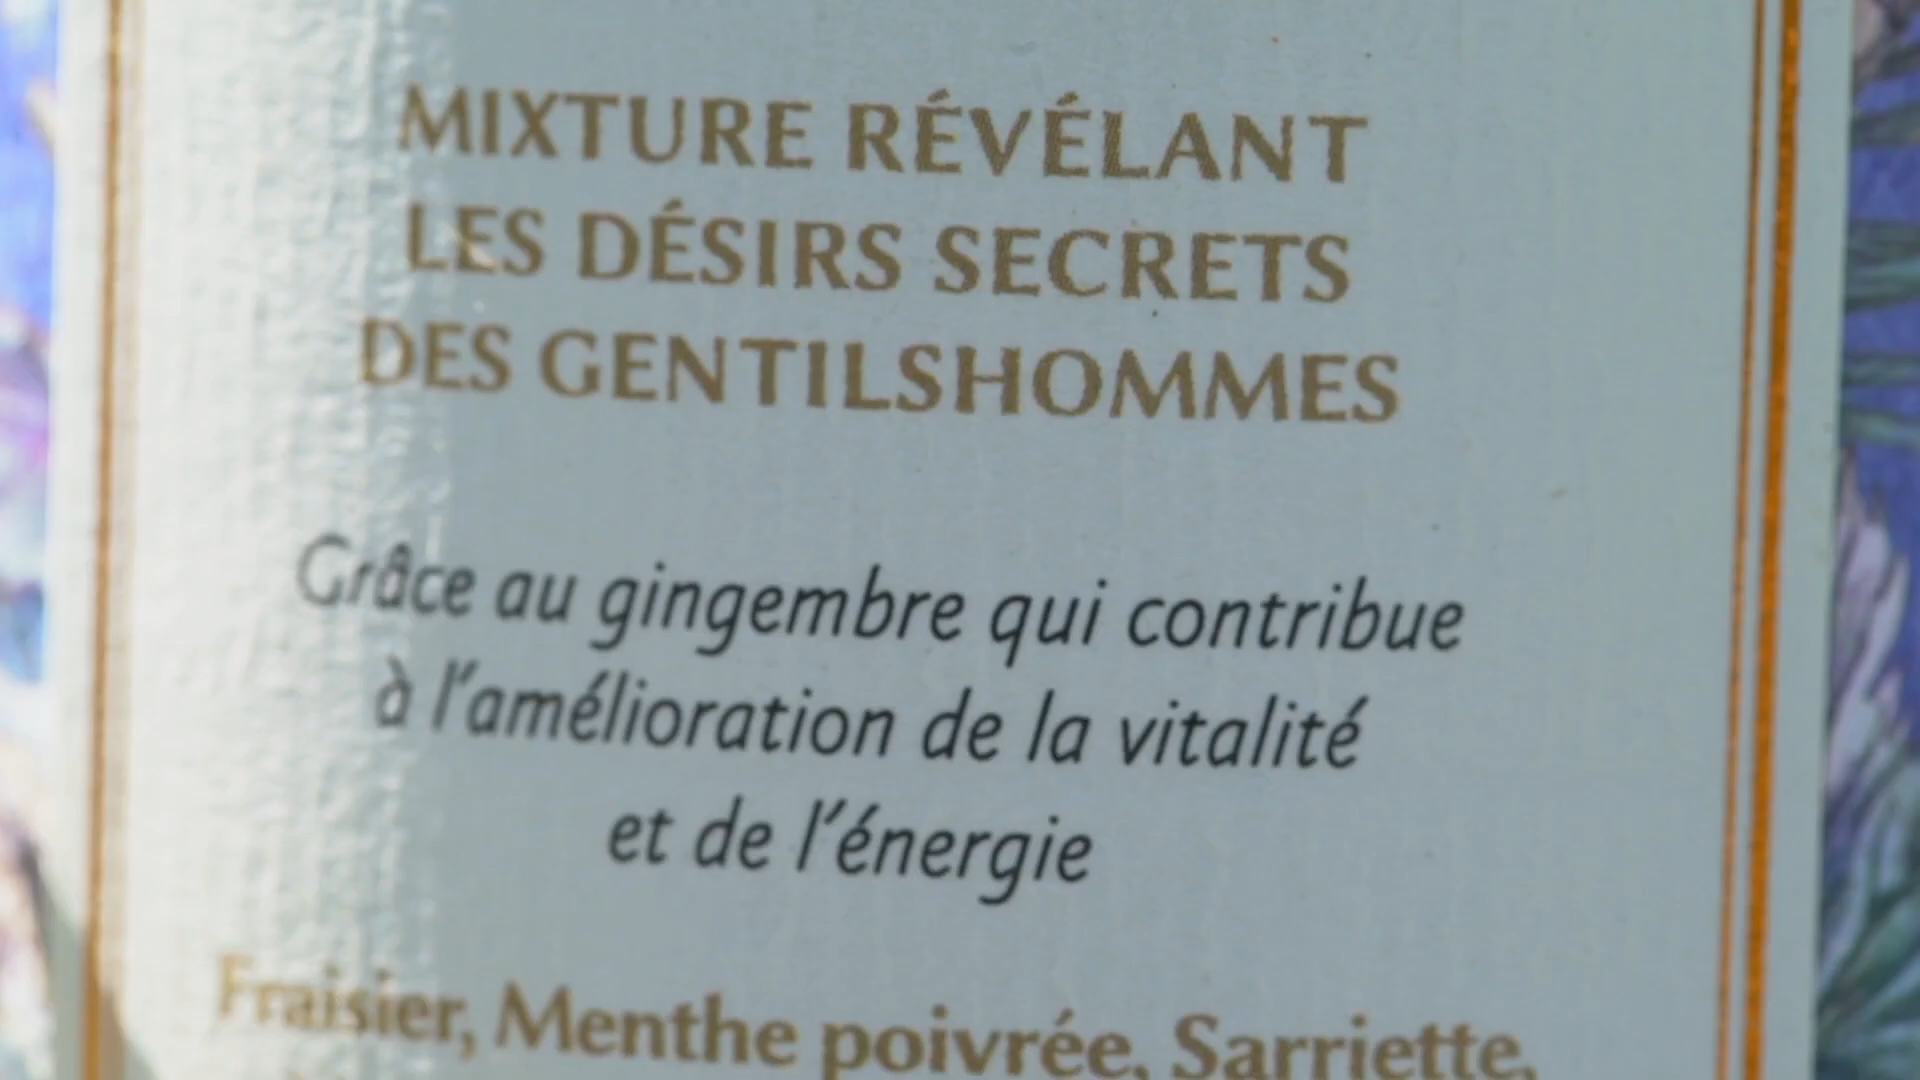 MIXTURE RÉVÉLANT
LES DÉSIRS SECRETS
DES GENTILSHOMMES
Grâce au gingembre qui contribue
à l'amélioration de la vitalité
et de l'énergie
Fraisier, Menthe poivrée, Sarriette,